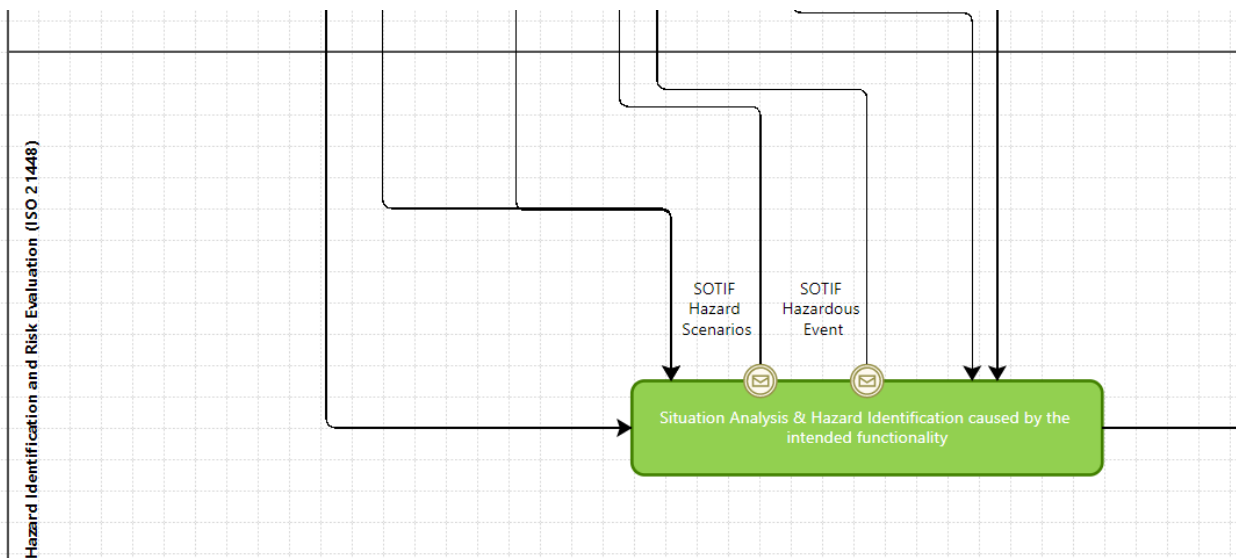 Hazard Identification and Risk Evaluation (ISO 21448)
SOTIF
Hazard
Scenarios
SOTIF
Hazardous
Event
Situation Analysis & Hazard Identification caused by the
intended functionality